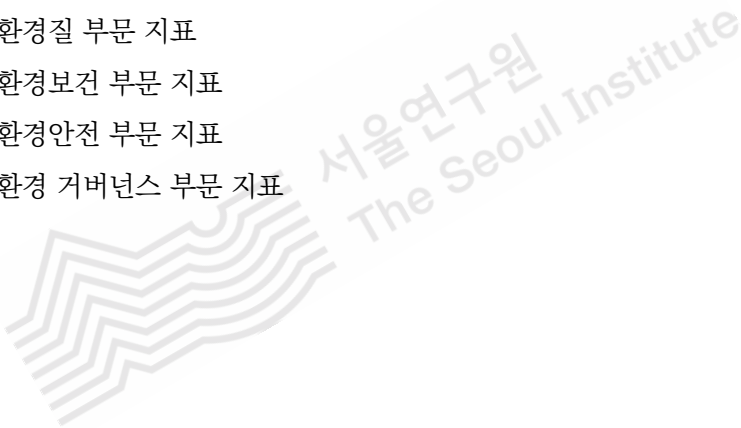 환경질 부문 지표
환경보건 부문 지표
환경안전 부문 지표
환경 거버넌스 부문 지표
서울연구원
The Seoul Institute